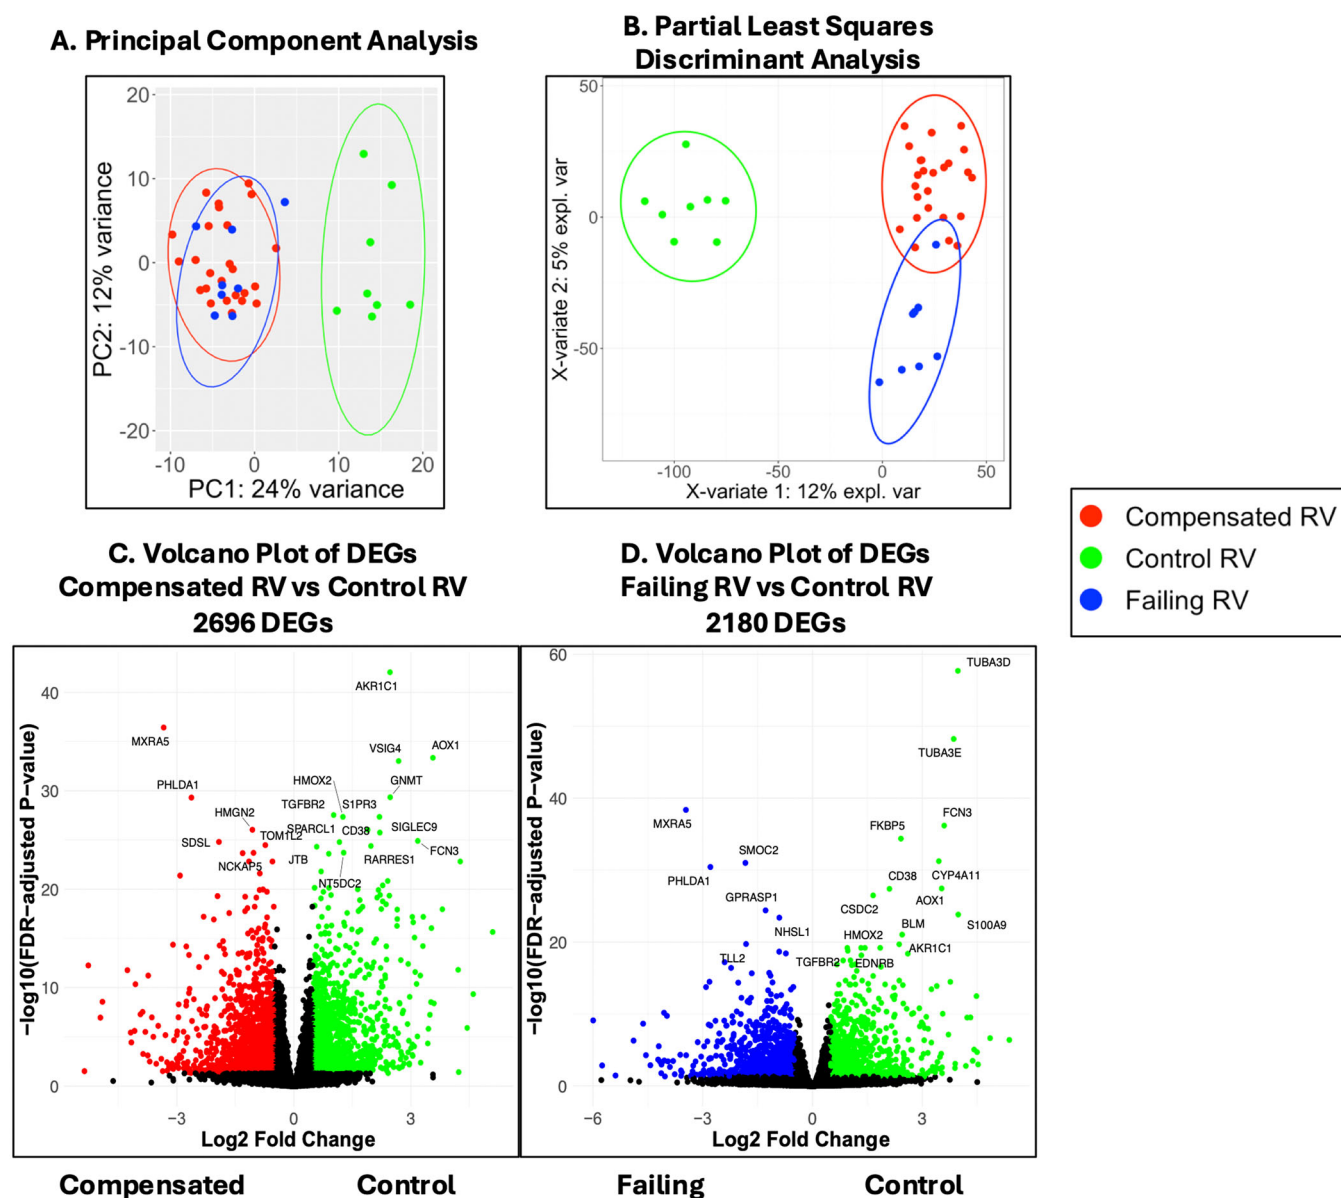 A. Principal Component Analysis
20
10
0
-10
-20
-10
0
10
20
PC2: 12% variance
PC1: 24% variance
B. Partial Least Squares
Discriminant Analysis
50
0
-50
-100
-50
0
50
X-variate 2: 5% expl. var
X-variate 1: 12% expl. var
Compensated RV
Control RV
Failing RV
C. Volcano Plot of DEGs
Compensated RV vs Control RV
2696 DEGs
−log10(FDR−adjusted P−value)
40
30
20
10
0
AKR1C1
MXRA5
VSIG4
AOX1
PHLDA1
HMOX2
GNMT
HMGN2
TGFBR2
S1PR3
SDSL
TOM1L2
SPARCL1
CD38
SIGLEC9
NCKAP5
JTB
RARRES1
FCN3
NT5DC2
−3
0
3
Log2 Fold Change
Compensated
Control
D. Volcano Plot of DEGs
Failing RV vs Control RV
2180 DEGs
−log10(FDR−adjusted P−value)
60
40
20
0
TUBA3D
TUBA3E
MXRA5
FKBP5
FCN3
SMOC2
PHLDA1
CD38
CYP4A11
GPRASP1
CSDC2
AOX1
NHSL1
HMOX2
BLM
S100A9
TLL2
TGFBR2
EDNRB
AKR1C1
−6
−3
0
3
Log2 Fold Change
Failing
Control